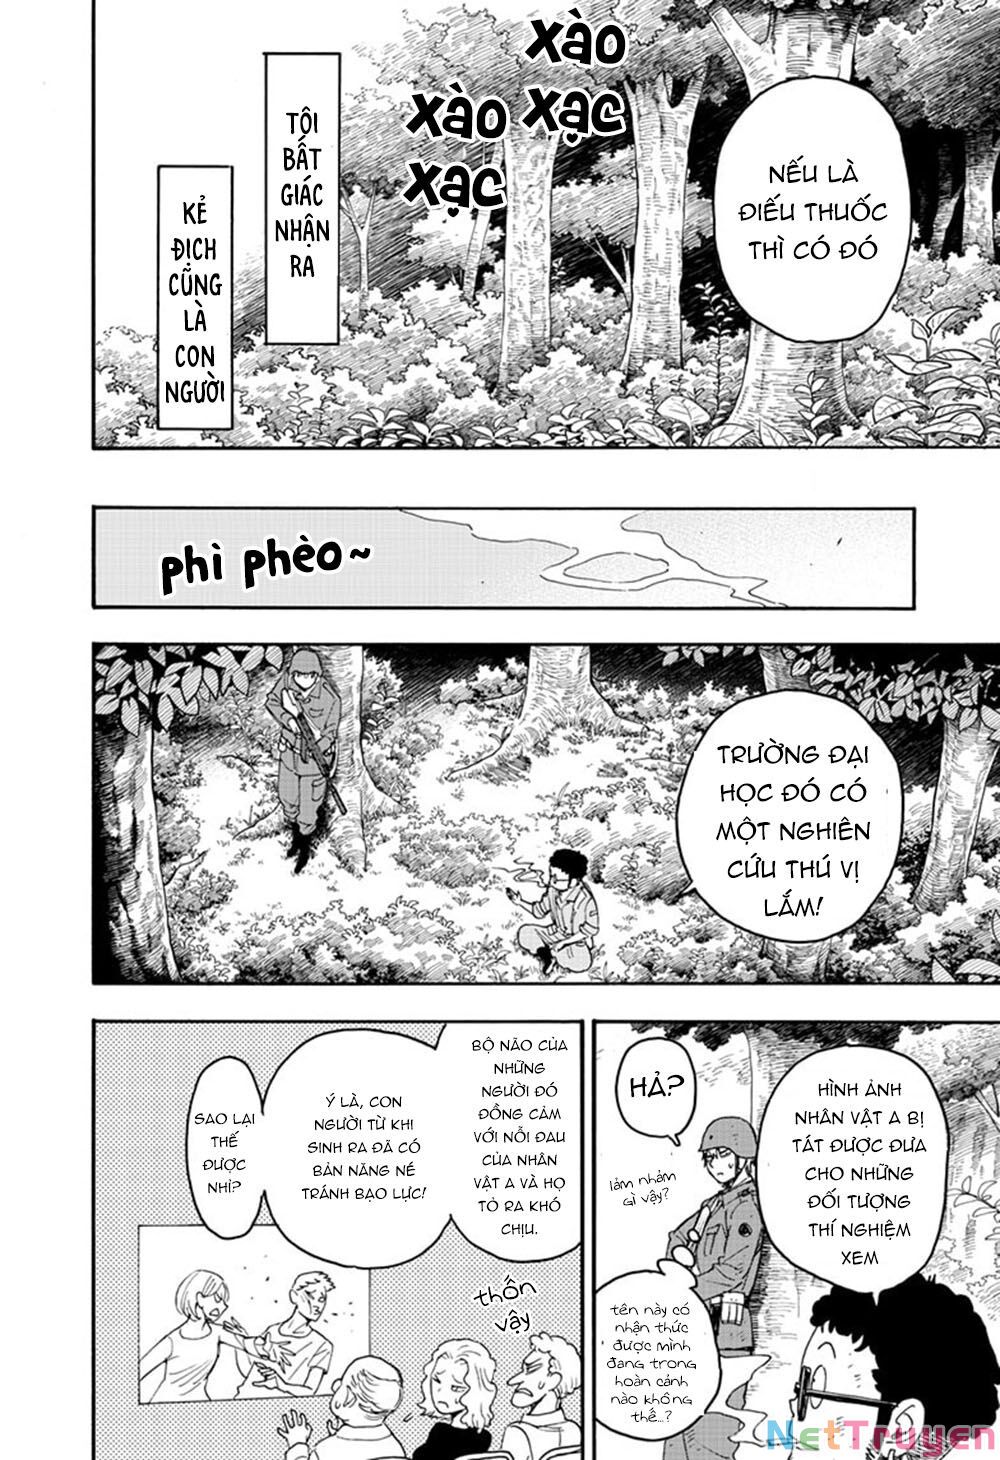 NẾU LÀ
ĐIẾU THUỐC
THÌ CÓ ĐÓ
XÀO
XẠC
XÀO
XẠC
TÔI
BẤT
GIÁC
NHẬN
RA
KẺ
ĐỊCH
CŨNG
LÀ
CON
NGƯỜI
phì phèo~
TRƯỜNG ĐẠI
HỌC ĐÓ CÓ
MỘT NGHIÊN
CỨU THÚ VỊ
LẮM!
HÌNH ẢNH
NHÂN VẬT A BỊ
TÁT ĐƯỢC ĐƯA
CHO NHỮNG
ĐỐI TƯỢNG
THÍ NGHIỆM
XEM
HẢ?
lảm nhảm
gì vậy?
tên này có
nhận thức
được mình
đang trong
hoàn cảnh
nào không
thế...?
BỘ NÃO CỦA
NHỮNG
NGƯỜI ĐÓ
ĐỒNG CẢM
VỚI NỖI ĐAU
CỦA NHÂN
VẬT A VÀ HỌ
TỎ RA KHÓ
CHỊU.
Ý LÀ, CON
NGƯỜI TỪ KHI
SINH RA ĐÃ CÓ
BẢN NĂNG NÉ
TRÁNH BẠO LỰC!
SAO LẠI
THẾ
ĐƯỢC
NHỈ?
thốn
vậy
NetTruyen